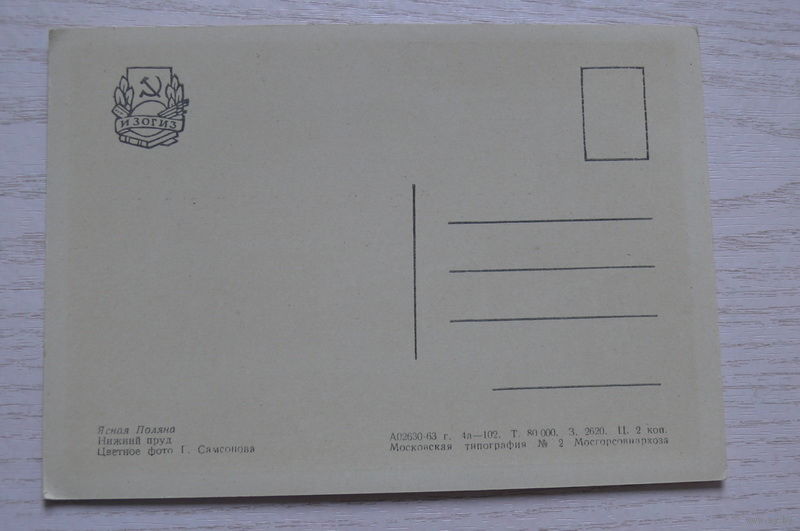 ИЗОГИЗ
Ясная Поляна
Нижний пруд
Цветное фото Г. Самсонова
А02630-63 г. 4а—102. Т. 80 000. З. 2620. Ц. 2 коп.
Московская типография № 2 Мосгорсовнархоза